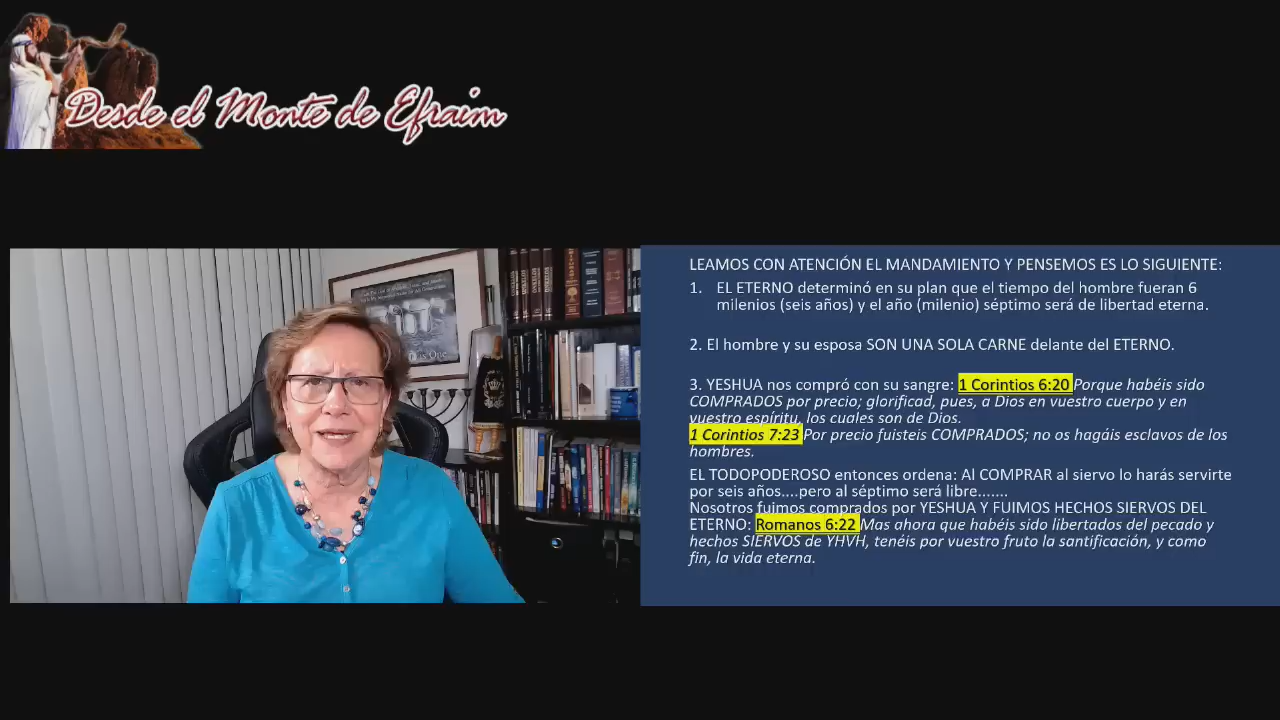 Desde el Monte de Efraim
LEAMOS CON ATENCIÓN EL MANDAMIENTO Y PENSEMOS ES LO SIGUIENTE:
1. EL ETERNO determinó en su plan que el tiempo del hombre fueran 6
milenios (seis años) y el año (milenio) séptimo será de libertad eterna.
2. El hombre y su esposa SON UNA SOLA CARNE delante del ETERNO.
3. YESHUA nos compró con su sangre: 1 Corintios 6:20 Porque habéis sido
COMPRADOS por precio; glorificad, pues, a Dios en vuestro cuerpo y en
vuestro espíritu, los cuales son de Dios.
1 Corintios 7:23 Por precio fuisteis COMPRADOS; no os hagáis esclavos de los
hombres.
EL TODOPODEROSO entonces ordena: Al COMPRAR al siervo lo harás servirte
por seis años....pero al séptimo será libre.......
Nosotros fuimos comprados por YESHUA Y FUIMOS HECHOS SIERVOS DEL
ETERNO: Romanos 6:22 Mas ahora que habéis sido libertados del pecado y
hechos SIERVOS de YHVH, tenéis por vuestro fruto la santificación, y como
fin, la vida eterna.